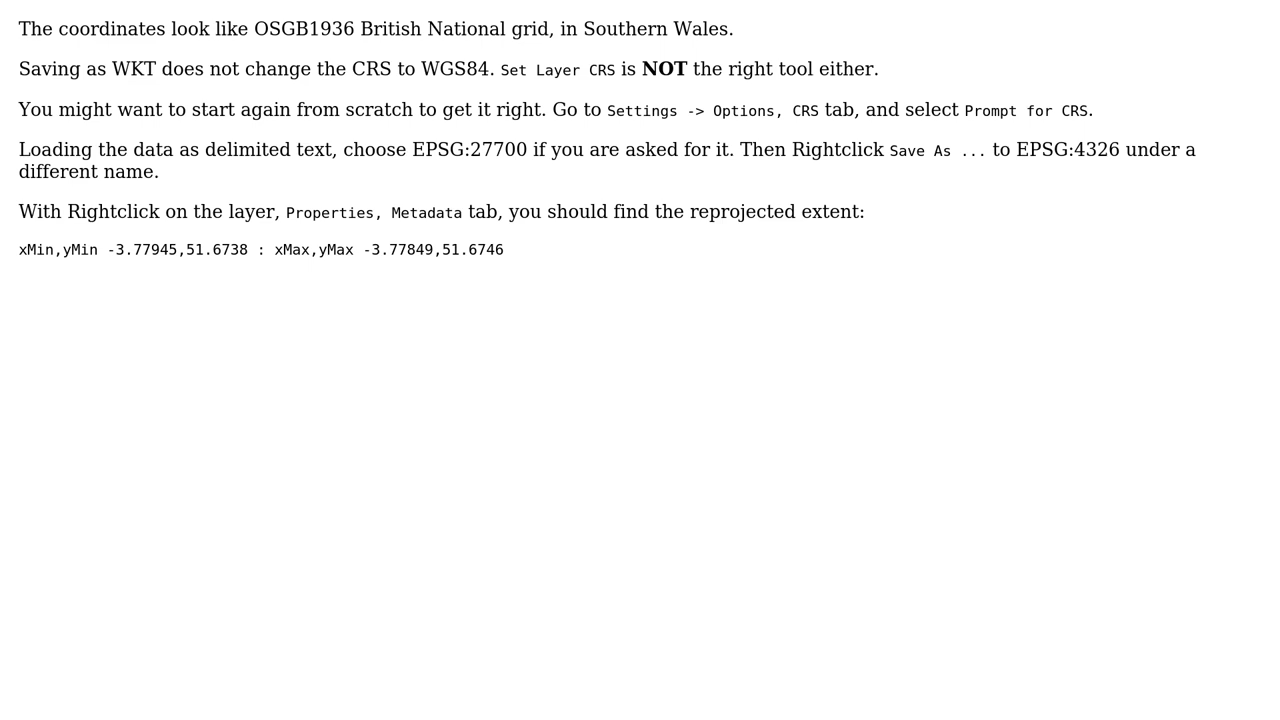 The coordinates look like OSGB1936 British National grid, in Southern Wales.
Saving as WKT does not change the CRS to WGS84. Set Layer CRS is NOT the right tool either.
You might want to start again from scratch to get it right. Go to Settings -> Options, CRS tab, and select Prompt for CRS.
Loading the data as delimited text, choose EPSG:27700 if you are asked for it. Then Rightclick Save As ... to EPSG:4326 under a
different name.
With Rightclick on the layer, Properties, Metadata tab, you should find the reprojected extent:
xMin,yMin -3.77945,51.6738 : xMax,yMax -3.77849,51.6746